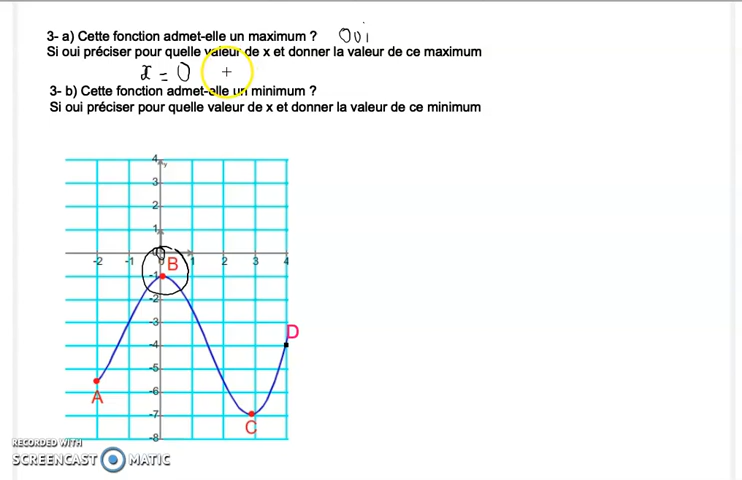 3- a) Cette fonction admet-elle un maximum ? Oui
Si oui préciser pour quelle valeur de x et donner la valeur de ce maximum
x = 0
3- b) Cette fonction admet-elle un minimum ?
Si oui préciser pour quelle valeur de x et donner la valeur de ce minimum
4
y
3
2
1
-2 -1 0 1 2 3 4
B
-1
-2
-3
D
-4
-5
-6
A
-7
C
-8
RECORDED WITH
SCREENCAST MATIC